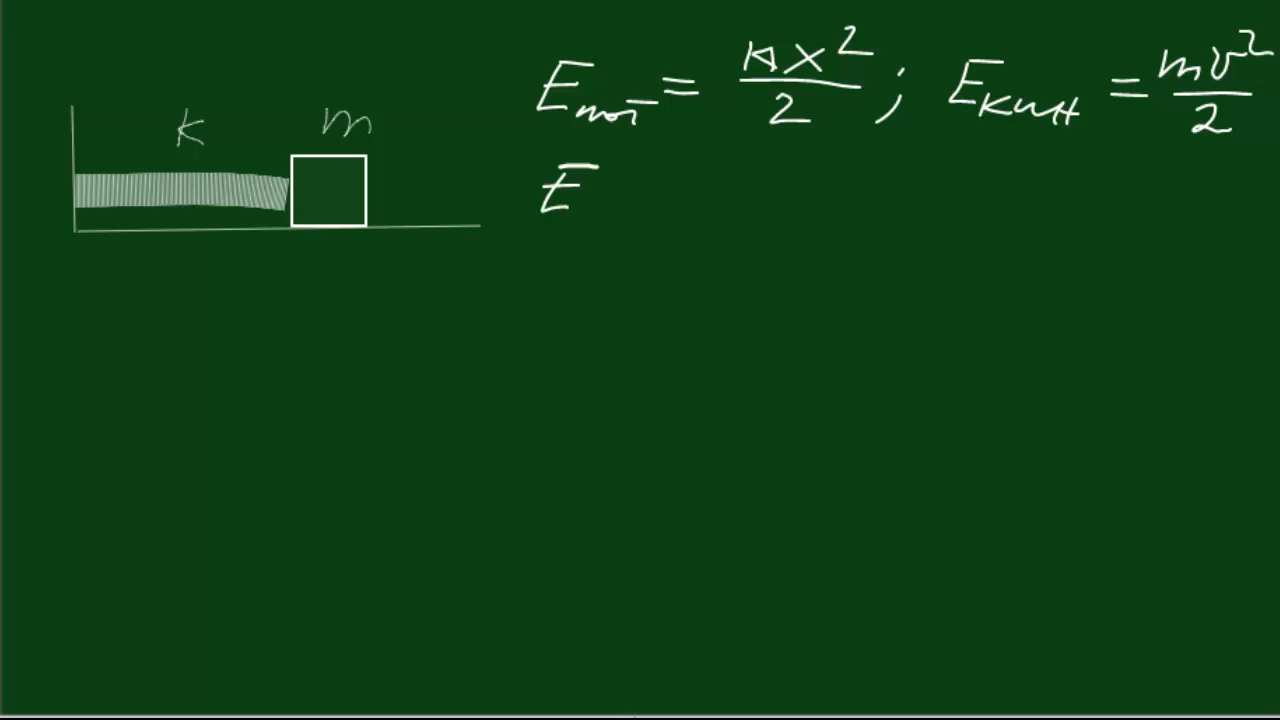 k m
Eпот = kx²/2 ; Eкин = mv²/2
E